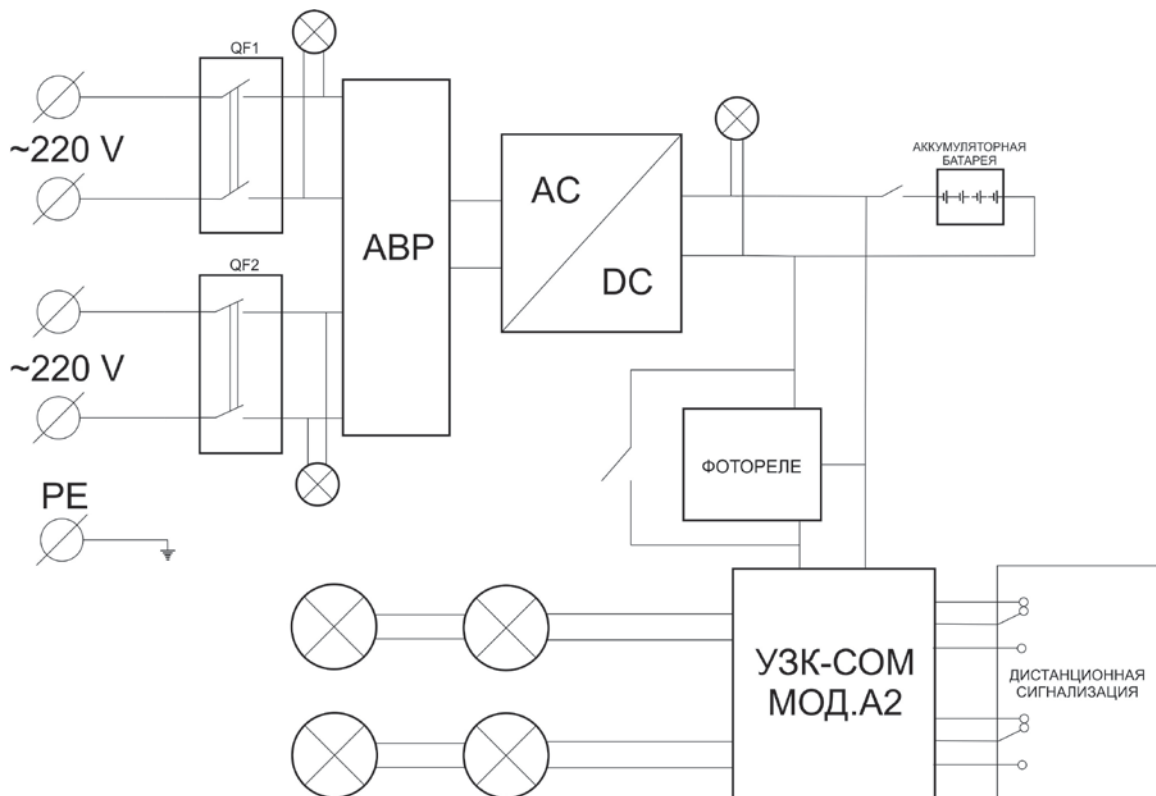 QF1
~220 V
QF2
~220 V
PE
АВР
AC
DC
АККУМУЛЯТОРНАЯ
БАТАРЕЯ
ФОТОРЕЛЕ
УЗК-СОМ
МОД.А2
ДИСТАНЦИОННАЯ
СИГНАЛИЗАЦИЯ